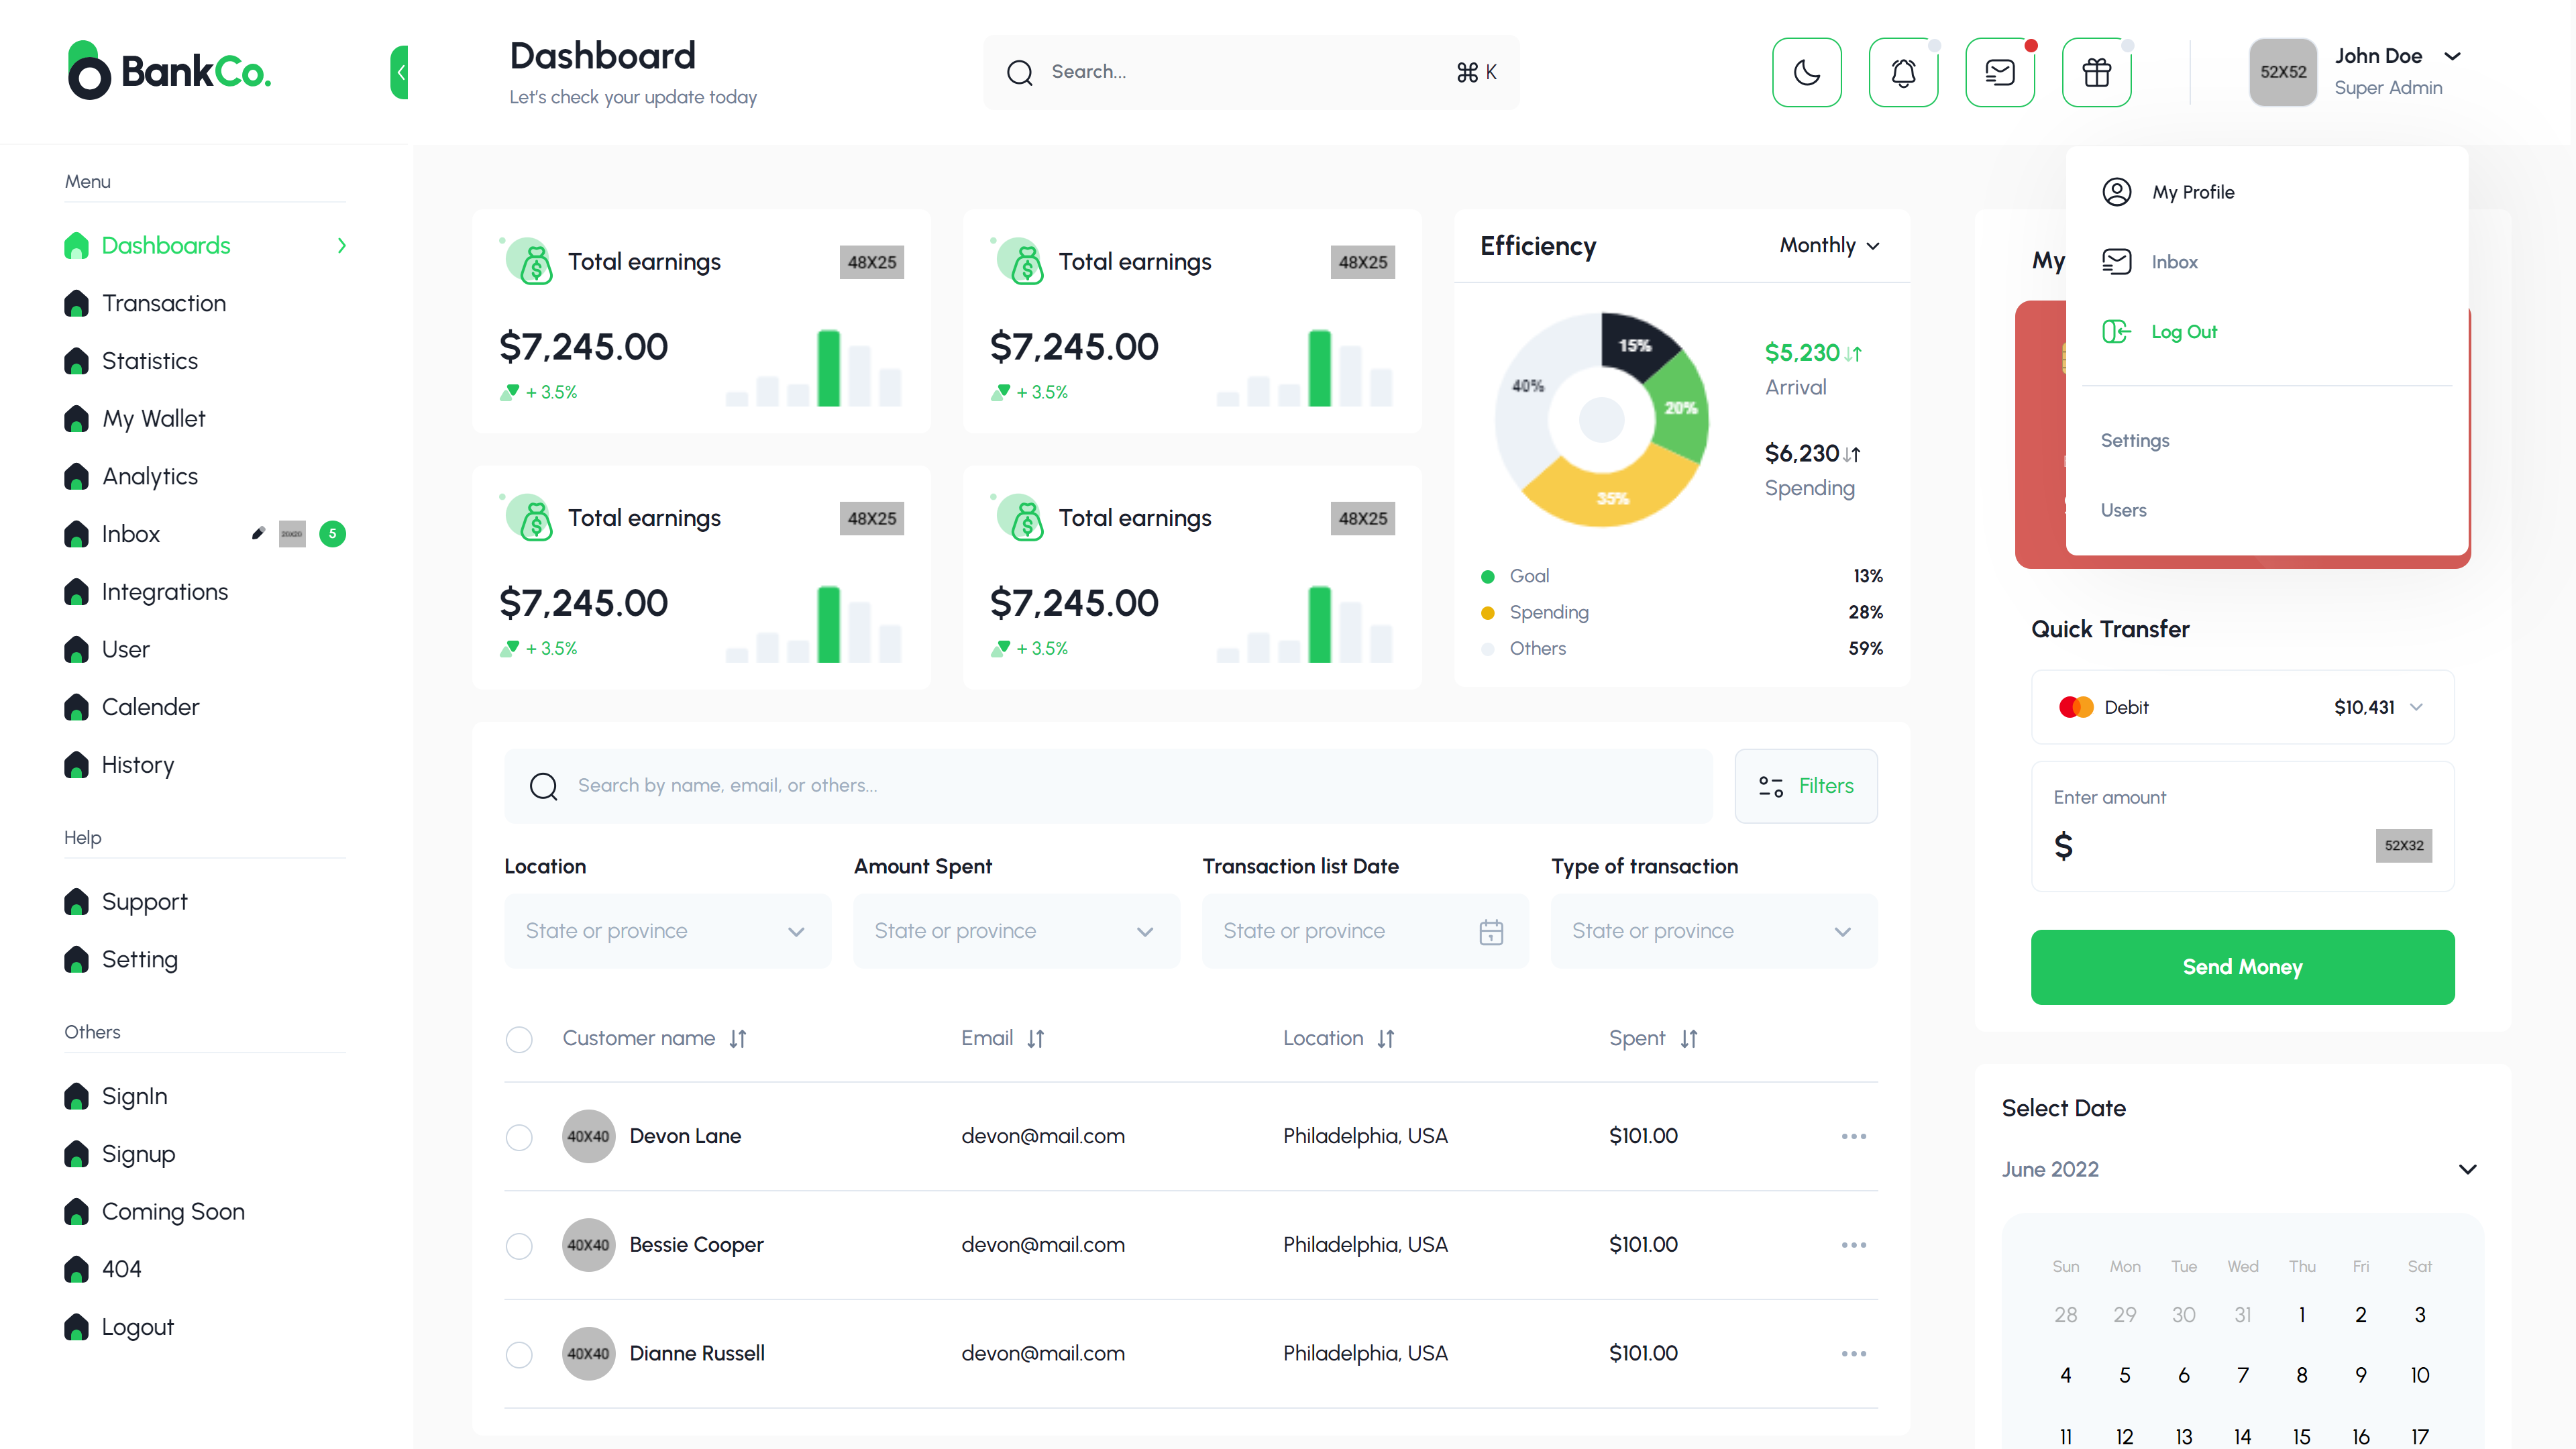 BankCo.
Dashboard
Let's check your update today
Search...
⌘ K
52X52
John Doe
Super Admin
Menu
Dashboards
Transaction
Statistics
My Wallet
Analytics
Inbox
20x20
5
Integrations
User
Calender
History
Help
Support
Setting
Others
SignIn
Signup
Coming Soon
404
Logout
Total earnings
48X25
$7,245.00
+ 3.5%
Total earnings
48X25
$7,245.00
+ 3.5%
Total earnings
48X25
$7,245.00
+ 3.5%
Total earnings
48X25
$7,245.00
+ 3.5%
Efficiency
Monthly
15%
20%
35%
40%
$5,230
Arrival
$6,230
Spending
Goal 13%
Spending 28%
Others 59%
My
My Profile
Inbox
Log Out
Settings
Users
Quick Transfer
Debit $10,431
Enter amount
$
52X32
Send Money
Search by name, email, or others...
Filters
Location Amount Spent Transaction list Date Type of transaction
State or province State or province State or province State or province
Customer name Email Location Spent
40X40 Devon Lane devon@mail.com Philadelphia, USA $101.00
40X40 Bessie Cooper devon@mail.com Philadelphia, USA $101.00
40X40 Dianne Russell devon@mail.com Philadelphia, USA $101.00
Select Date
June 2022
Sun Mon Tue Wed Thu Fri Sat
28 29 30 31 1 2 3
4 5 6 7 8 9 10
11 12 13 14 15 16 17